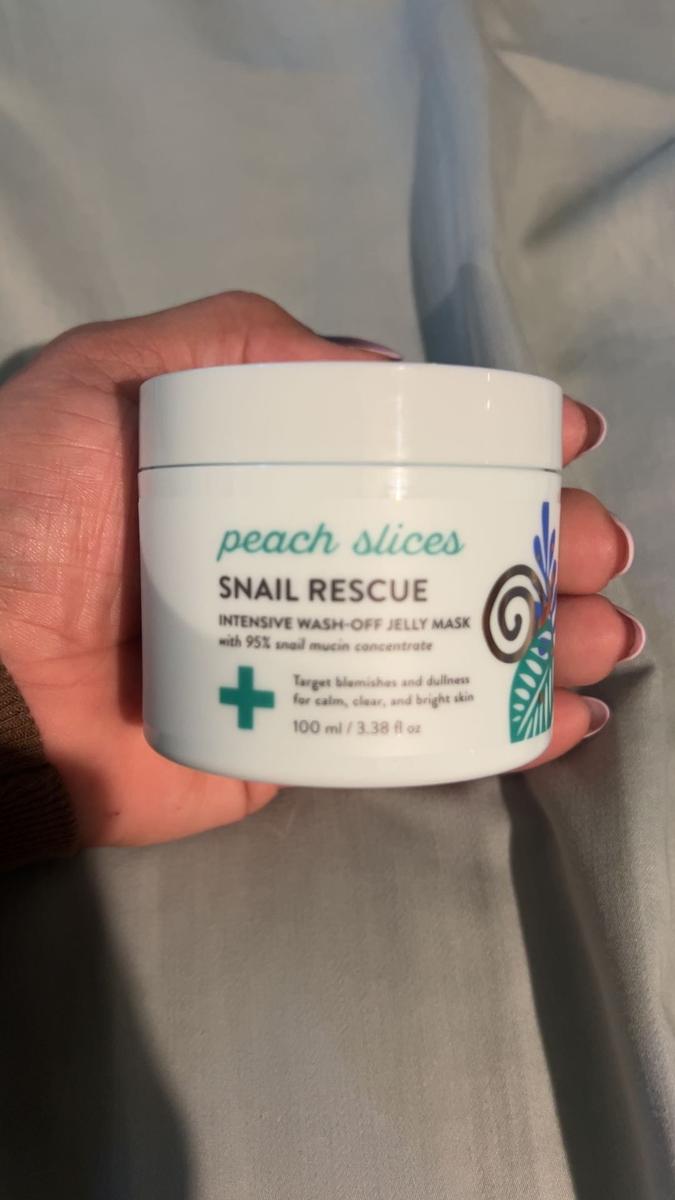 peach slices
SNAIL RESCUE
INTENSIVE WASH-OFF JELLY MASK
with 95% snail mucin concentrate
Target blemishes and dullness
for calm, clear, and bright skin
100 ml / 3.38 fl oz